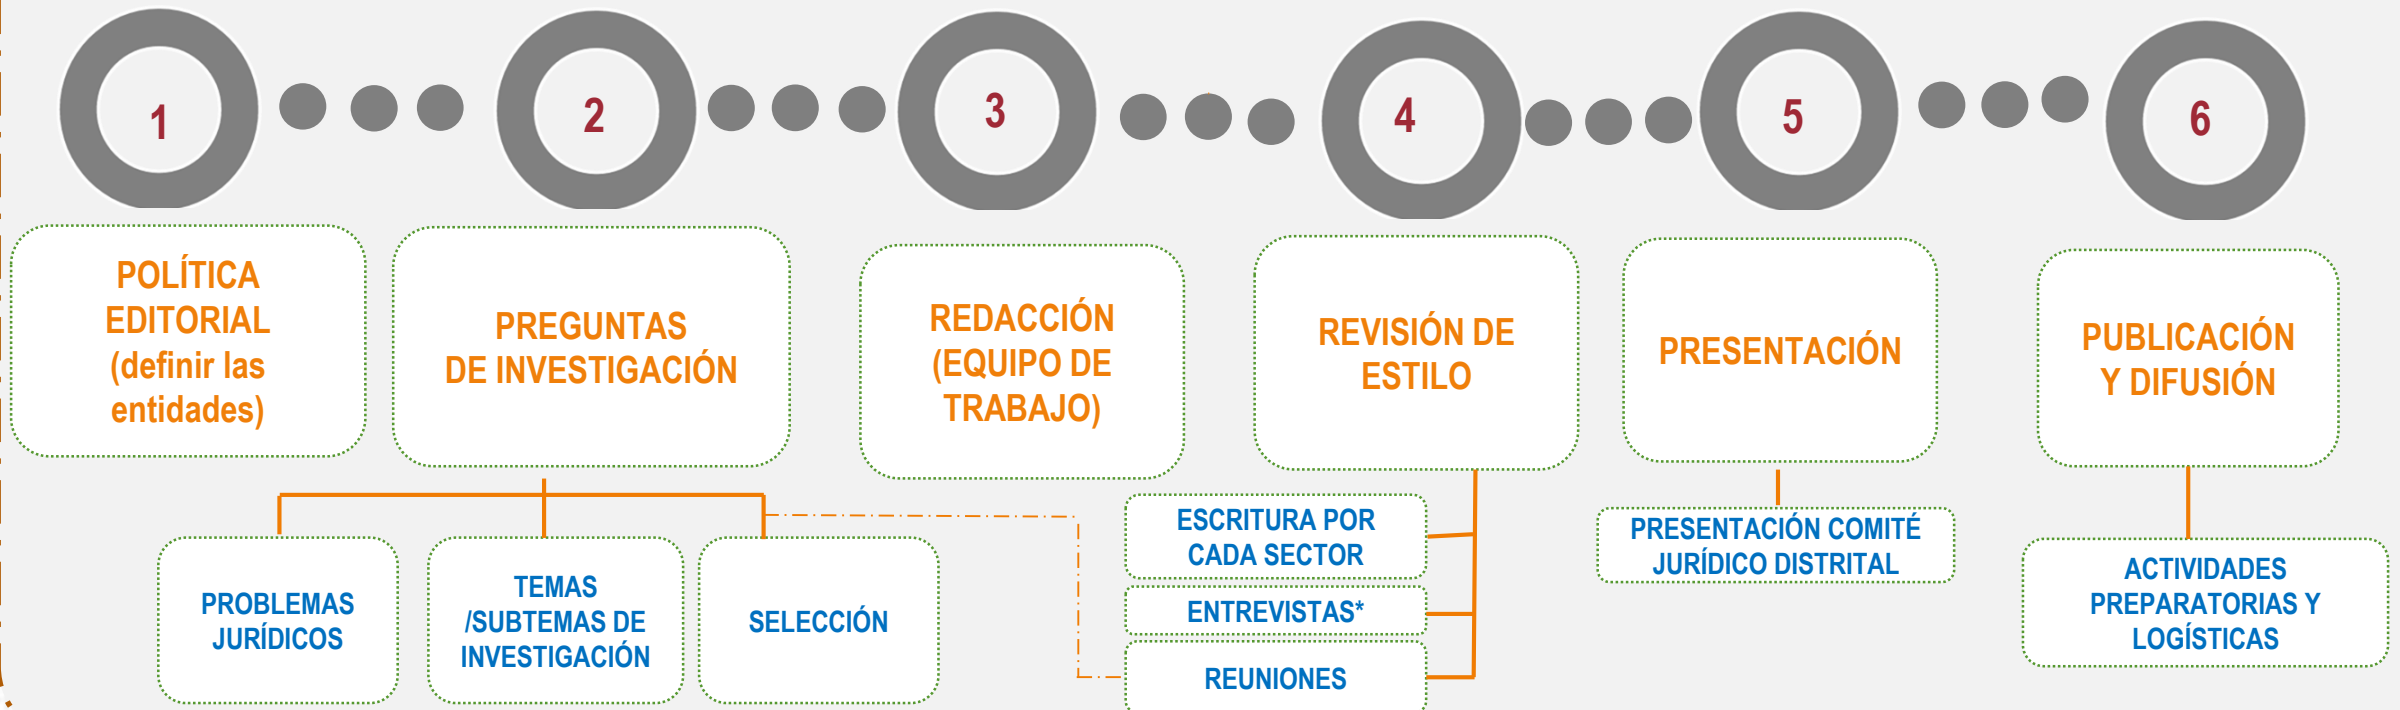 1
2
3
4
5
6
POLÍTICA
EDITORIAL
(definir las
entidades)
PREGUNTAS
DE INVESTIGACIÓN
REDACCIÓN
(EQUIPO DE
TRABAJO)
REVISIÓN DE
ESTILO
PRESENTACIÓN
PUBLICACIÓN
Y DIFUSIÓN
PROBLEMAS
JURÍDICOS
TEMAS
/SUBTEMAS DE
INVESTIGACIÓN
SELECCIÓN
ESCRITURA POR
CADA SECTOR
ENTREVISTAS*
REUNIONES
PRESENTACIÓN COMITÉ
JURÍDICO DISTRITAL
ACTIVIDADES
PREPARATORIAS Y
LOGÍSTICAS